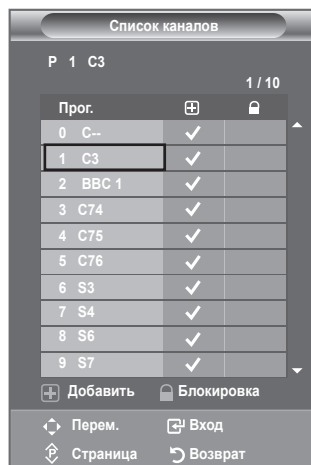 Список каналов
P 1 C3
1 / 10
Прог.
0 C--
1 C3
2 BBC 1
3 C74
4 C75
5 C76
6 S3
7 S4
8 S6
9 S7
Добавить Блокировка
Перем. Вход
P Страница Возврат